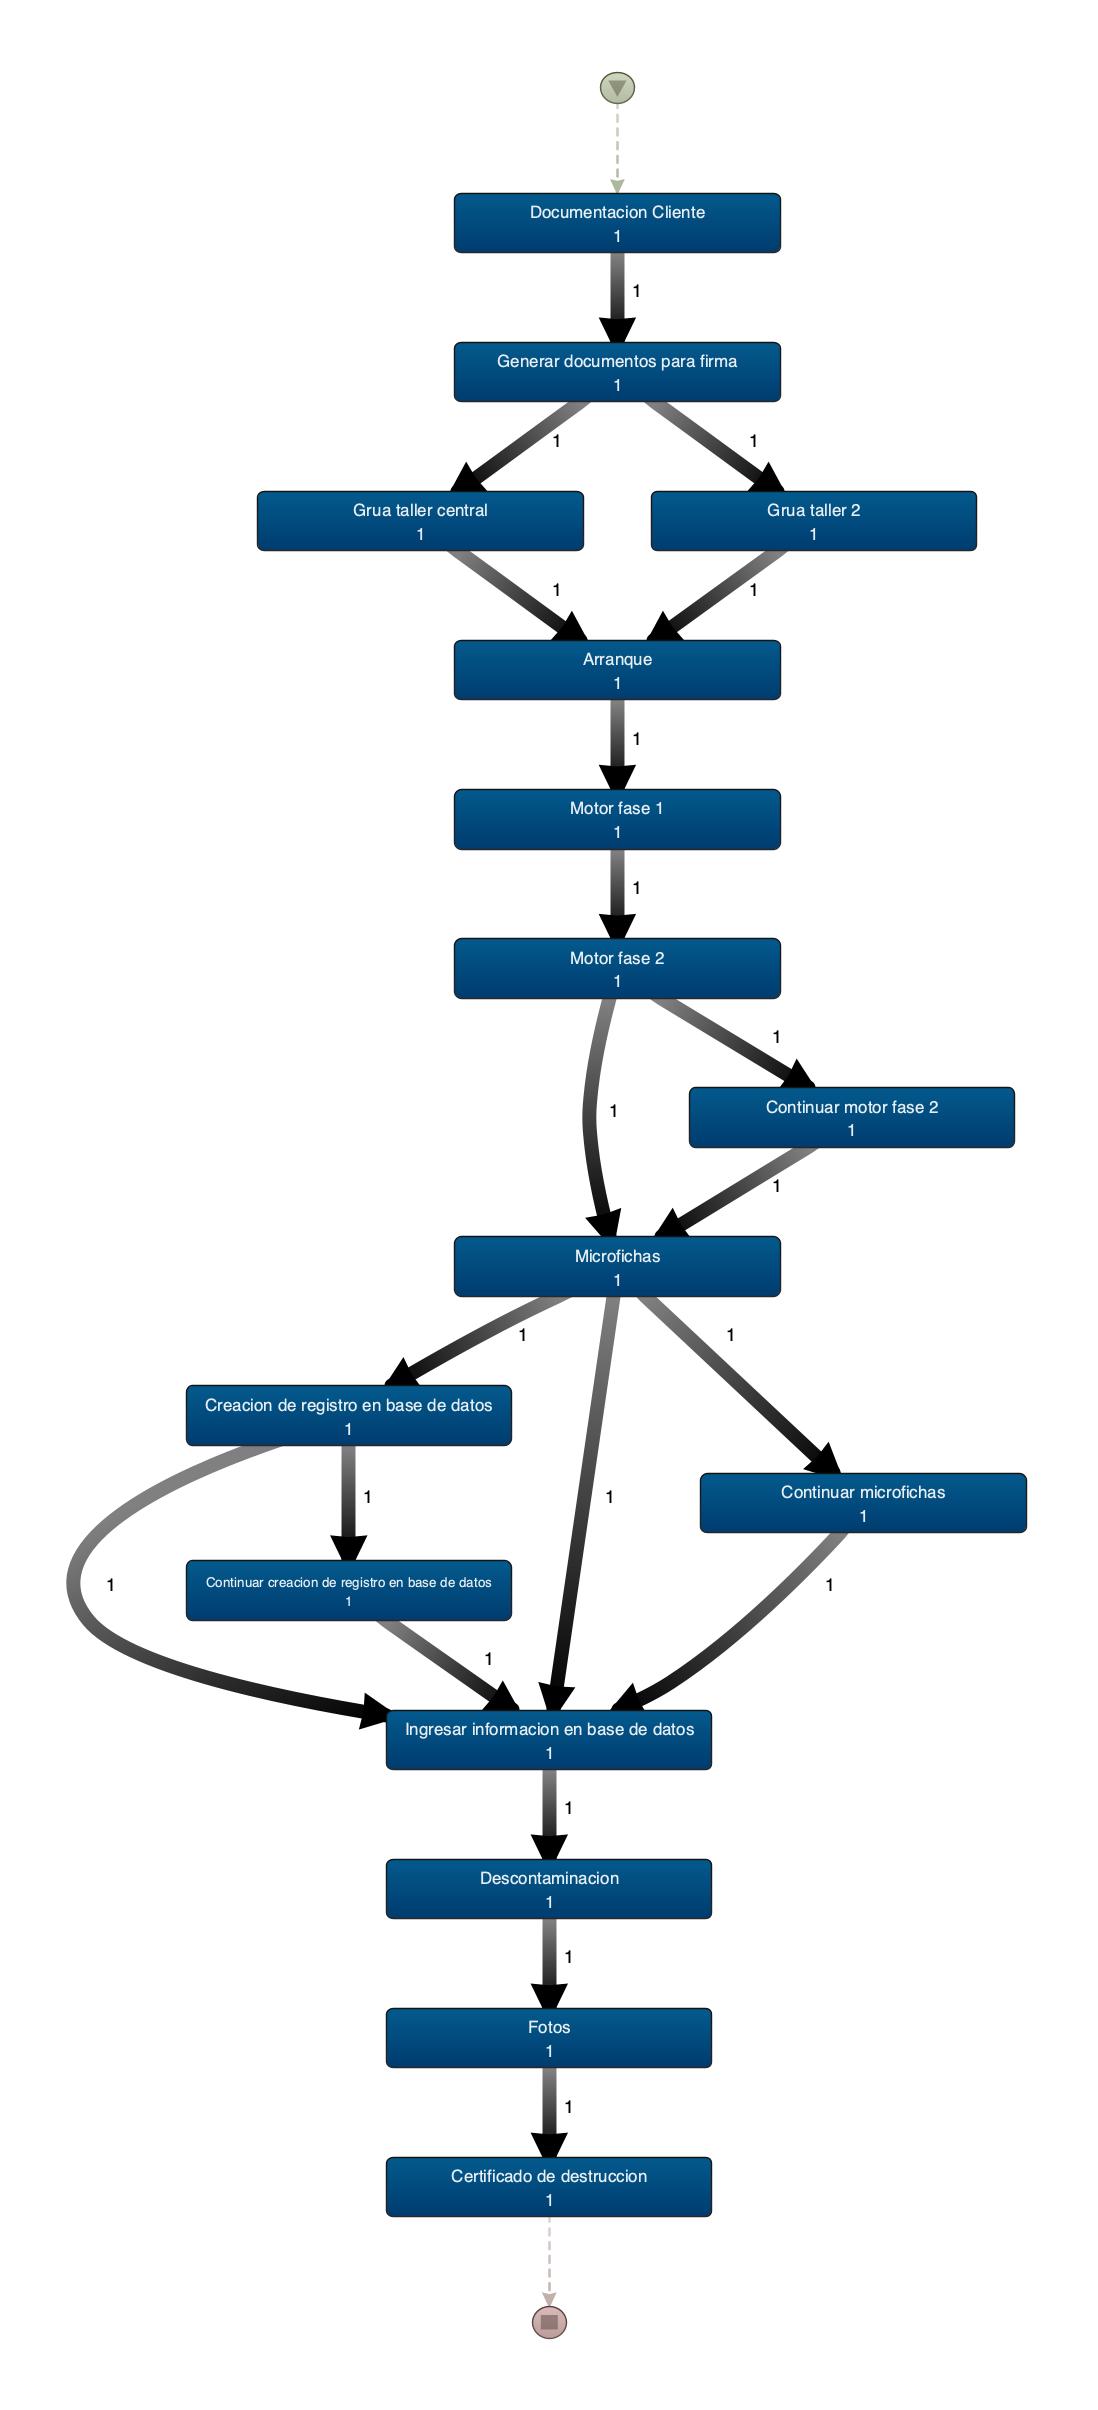 Documentacion Cliente
1
1
Generar documentos para firma
1
1
1
Grua taller central
1
Grua taller 2
1
1
1
Arranque
1
1
Motor fase 1
1
1
Motor fase 2
1
1
1
Continuar motor fase 2
1
1
Microfichas
1
1
1
Creacion de registro en base de datos
1
1
1
Continuar microfichas
1
1
Continuar creacion de registro en base de datos
1
1
1
Ingresar informacion en base de datos
1
1
Descontaminacion
1
1
Fotos
1
1
Certificado de destruccion
1